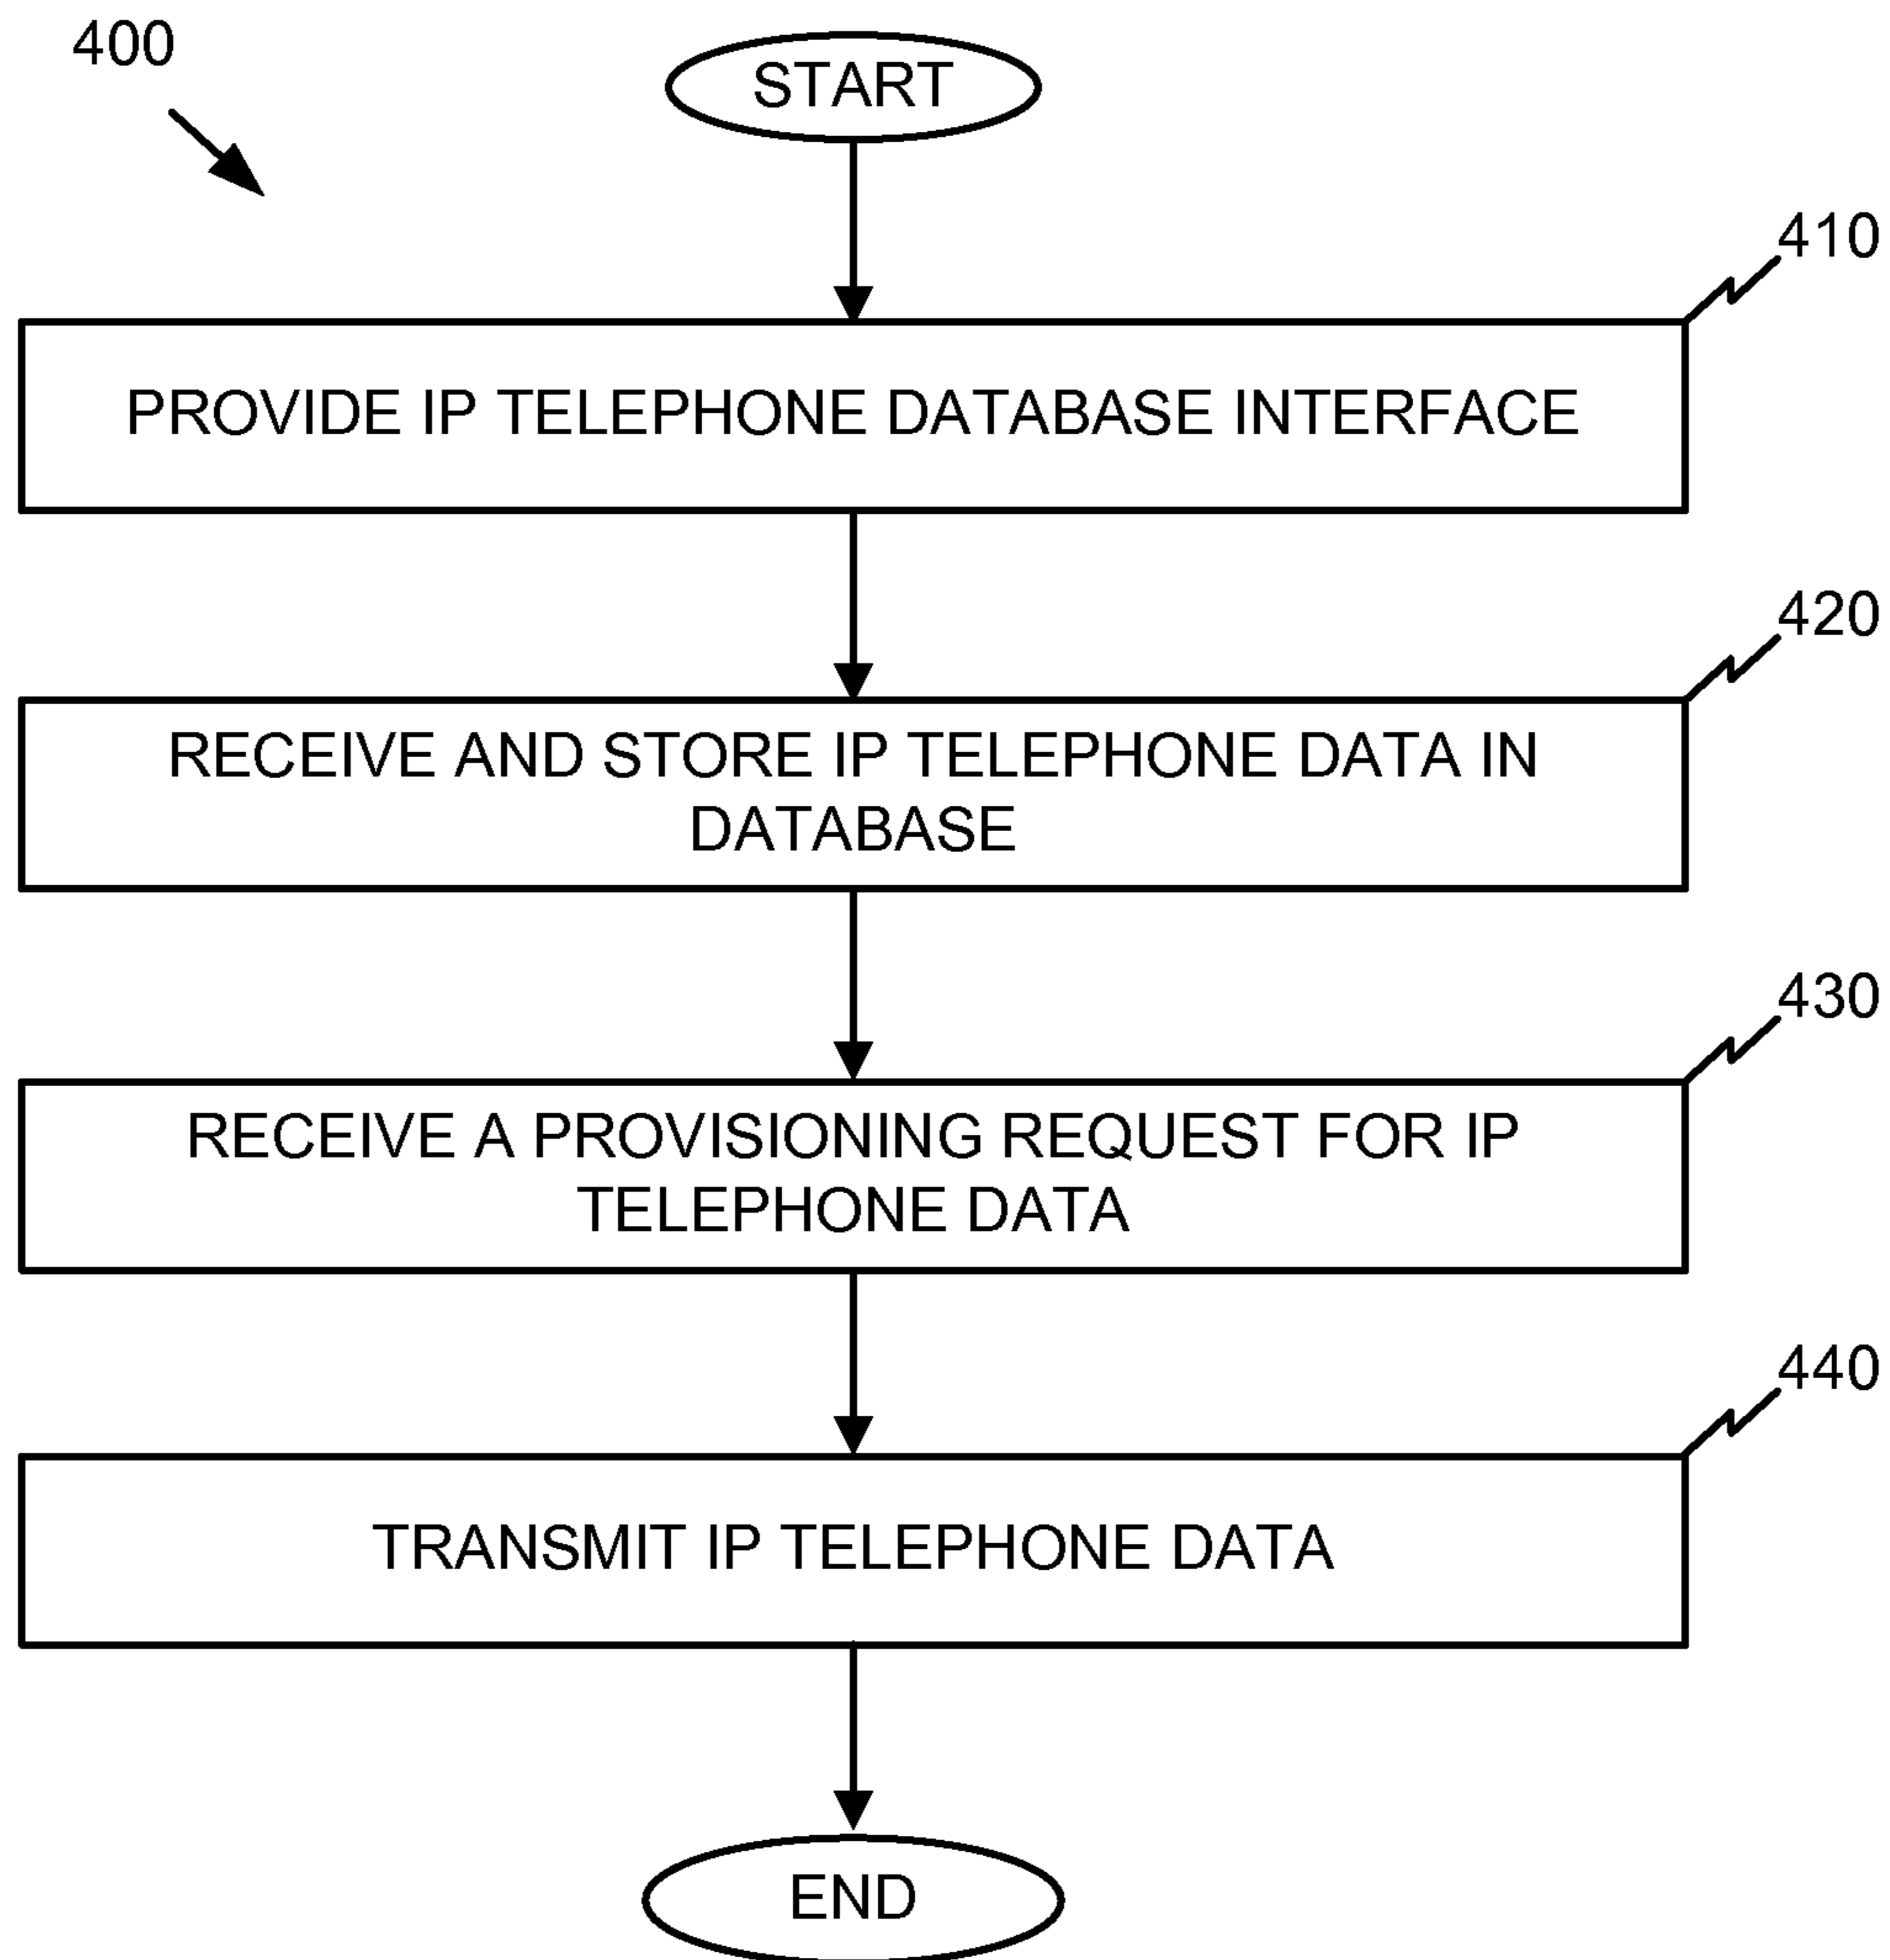 400
START
410
PROVIDE IP TELEPHONE DATABASE INTERFACE
420
RECEIVE AND STORE IP TELEPHONE DATA IN
DATABASE
430
RECEIVE A PROVISIONING REQUEST FOR IP
TELEPHONE DATA
440
TRANSMIT IP TELEPHONE DATA
END